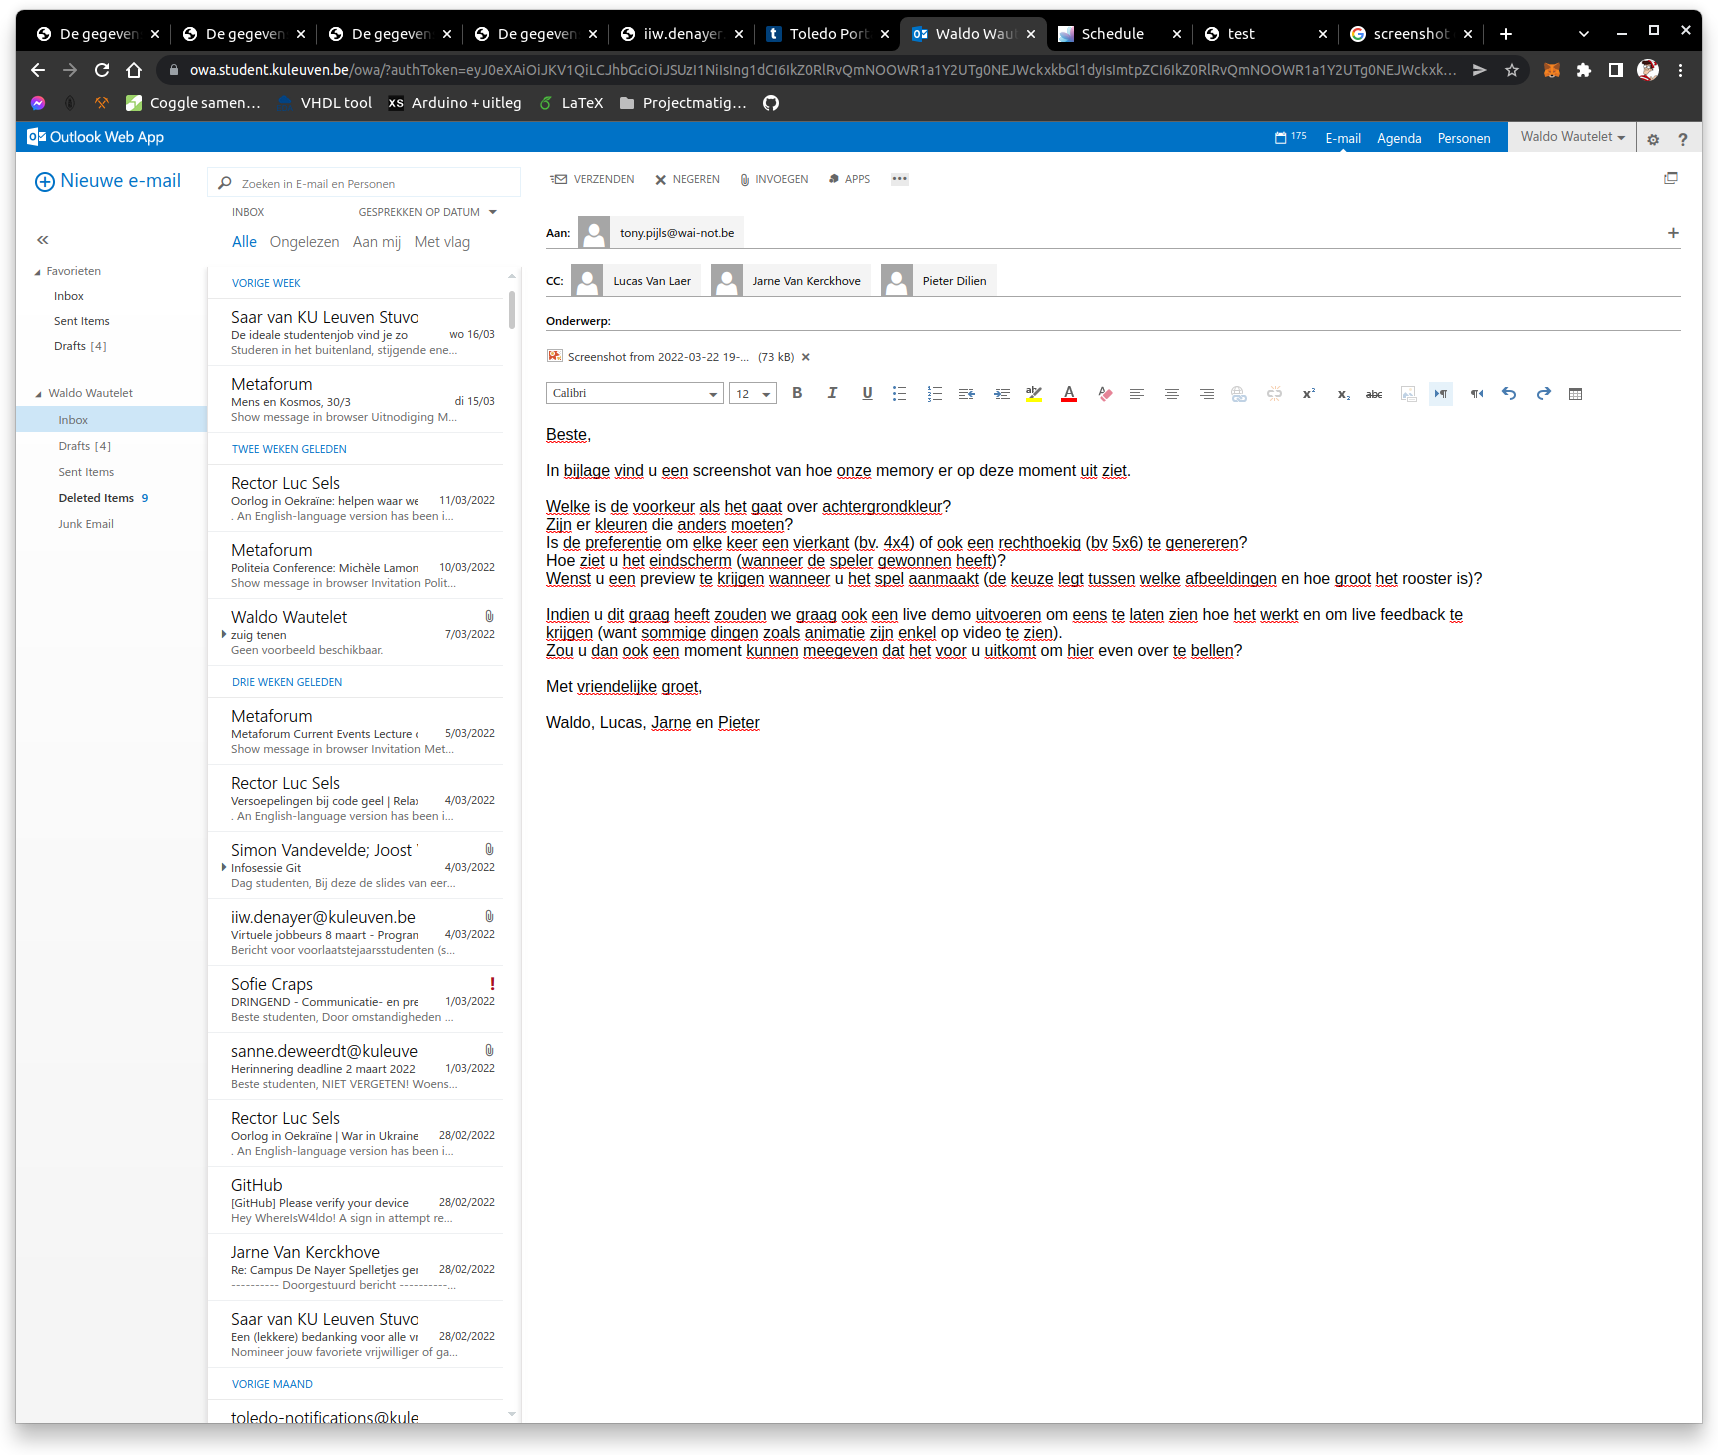 De gegeven
De gegeven
De gegeven
De gegeven
iiw.denayer
Toledo Port
Waldo Waut
Schedule
test
screenshot
owa.student.kuleuven.be/owa/?authToken=
Coggle samen…
VHDL tool
XS Arduino + uitleg
LaTeX
Projectmatig…
Outlook Web App
175
E-mail
Agenda
Personen
Waldo Wautelet
?
Nieuwe e-mail
Favorieten
Inbox
Sent Items
Drafts [4]
Waldo Wautelet
Inbox
Drafts [4]
Sent Items
Deleted Items 9
Junk Email
Zoeken in E-mail en Personen
INBOX
GESPREKKEN OP DATUM
Alle Ongelezen Aan mij Met vlag
VORIGE WEEK
Saar van KU Leuven Stuvo
De ideale studentenjob vind je zo wo 16/03
Studeren in het buitenland, stijgende ene...
Metaforum
Mens en Kosmos, 30/3 di 15/03
Show message in browser Uitnodiging M...
TWEE WEKEN GELEDEN
Rector Luc Sels
Oorlog in Oekraïne: helpen waar we 11/03/2022
. An English-language version has been i...
Metaforum
Politeia Conference: Michèle Lamon 10/03/2022
Show message in browser Invitation Polit...
Waldo Wautelet
zuig tenen 7/03/2022
Geen voorbeeld beschikbaar.
DRIE WEKEN GELEDEN
Metaforum
Metaforum Current Events Lecture 5/03/2022
Show message in browser Invitation Met...
Rector Luc Sels
Versoepelingen bij code geel | Rela 4/03/2022
. An English-language version has been i...
Simon Vandevelde; Joost
Infosessie Git 4/03/2022
Dag studenten, Bij deze de slides van eer...
iiw.denayer@kuleuven.be
Virtuele jobbeurs 8 maart - Program 4/03/2022
Bericht voor voorlaatstejaarsstudenten (s...
Sofie Craps !
DRINGEND - Communicatie- en pre 1/03/2022
Beste studenten, Door omstandigheden ...
sanne.deweerdt@kuleuve
Herinnering deadline 2 maart 2022 1/03/2022
Beste studenten, NIET VERGETEN! Woens...
Rector Luc Sels
Oorlog in Oekraïne | War in Ukraine 28/02/2022
. An English-language version has been i...
GitHub
[GitHub] Please verify your device 28/02/2022
Hey WhereIsW4ldo! A sign in attempt re...
Jarne Van Kerckhove
Re: Campus De Nayer Spelletjes ger 28/02/2022
---------- Doorgestuurd bericht ----------...
Saar van KU Leuven Stuvo
Een (lekkere) bedanking voor alle vr 28/02/2022
Nomineer jouw favoriete vrijwilliger of ga...
VORIGE MAAND
toledo-notifications@kule
VERZENDEN NEGEREN INVOEGEN APPS
Aan: tony.pijls@wai-not.be
CC: Lucas Van Laer Jarne Van Kerckhove Pieter Dilien
Onderwerp:
Screenshot from 2022-03-22 19-... (73 kB)
Calibri 12 B I U A abc
Beste,
In bijlage vind u een screenshot van hoe onze memory er op deze moment uit ziet.
Welke is de voorkeur als het gaat over achtergrondkleur?
Zijn er kleuren die anders moeten?
Is de preferentie om elke keer een vierkant (bv. 4x4) of ook een rechthoekig (bv 5x6) te genereren?
Hoe ziet u het eindscherm (wanneer de speler gewonnen heeft)?
Wenst u een preview te krijgen wanneer u het spel aanmaakt (de keuze legt tussen welke afbeeldingen en hoe groot het rooster is)?
Indien u dit graag heeft zouden we graag ook een live demo uitvoeren om eens te laten zien hoe het werkt en om live feedback te
krijgen (want sommige dingen zoals animatie zijn enkel op video te zien).
Zou u dan ook een moment kunnen meegeven dat het voor u uitkomt om hier even over te bellen?
Met vriendelijke groet,
Waldo, Lucas, Jarne en Pieter